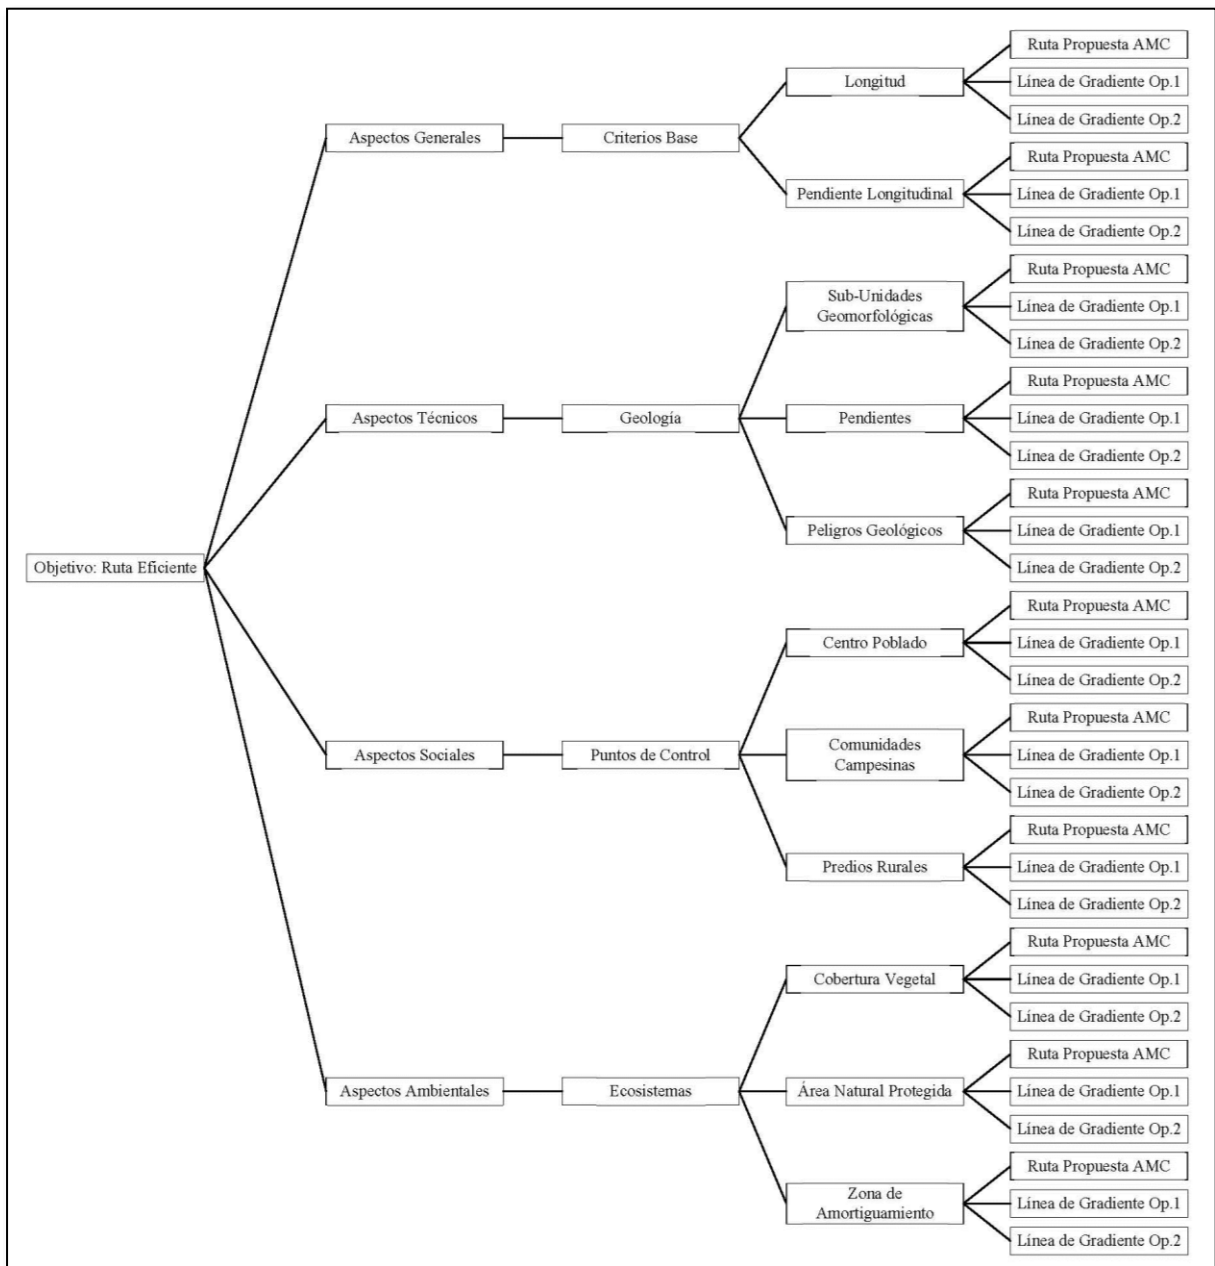 Objetivo: Ruta Eficiente
Aspectos Generales
Criterios Base
Longitud
Ruta Propuesta AMC
Línea de Gradiente Op.1
Línea de Gradiente Op.2
Pendiente Longitudinal
Ruta Propuesta AMC
Línea de Gradiente Op.1
Línea de Gradiente Op.2
Aspectos Técnicos
Geología
Sub-Unidades
Geomorfológicas
Ruta Propuesta AMC
Línea de Gradiente Op.1
Línea de Gradiente Op.2
Pendientes
Ruta Propuesta AMC
Línea de Gradiente Op.1
Línea de Gradiente Op.2
Peligros Geológicos
Ruta Propuesta AMC
Línea de Gradiente Op.1
Línea de Gradiente Op.2
Aspectos Sociales
Puntos de Control
Centro Poblado
Ruta Propuesta AMC
Línea de Gradiente Op.1
Línea de Gradiente Op.2
Comunidades
Campesinas
Ruta Propuesta AMC
Línea de Gradiente Op.1
Línea de Gradiente Op.2
Predios Rurales
Ruta Propuesta AMC
Línea de Gradiente Op.1
Línea de Gradiente Op.2
Aspectos Ambientales
Ecosistemas
Cobertura Vegetal
Ruta Propuesta AMC
Línea de Gradiente Op.1
Línea de Gradiente Op.2
Área Natural Protegida
Ruta Propuesta AMC
Línea de Gradiente Op.1
Línea de Gradiente Op.2
Zona de
Amortiguamiento
Ruta Propuesta AMC
Línea de Gradiente Op.1
Línea de Gradiente Op.2